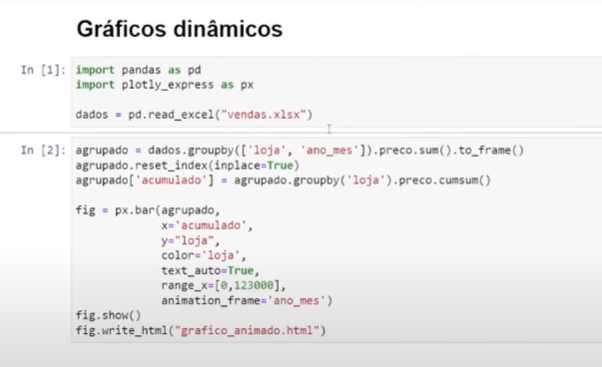 Gráficos dinâmicos
In [1]: import pandas as pd
import plotly_express as px
dados = pd.read_excel("vendas.xlsx")
In [2]: agrupado = dados.groupby(['loja', 'ano_mes']).preco.sum().to_frame()
agrupado.reset_index(inplace=True)
agrupado['acumulado'] = agrupado.groupby('loja').preco.cumsum()
fig = px.bar(agrupado,
x='acumulado',
y="loja",
color='loja',
text_auto=True,
range_x=[0,123000],
animation_frame='ano_mes')
fig.show()
fig.write_html("grafico_animado.html")